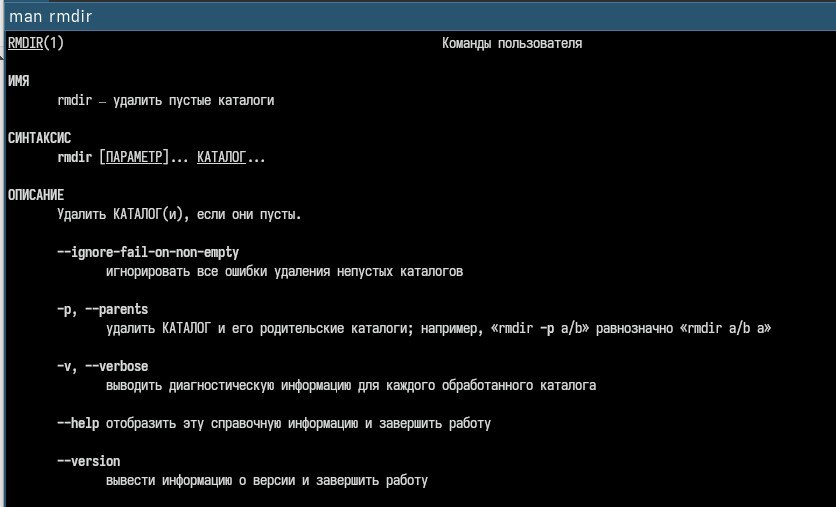 man rmdir
RMDIR(1) Команды пользователя
ИМЯ
rmdir — удалить пустые каталоги
СИНТАКСИС
rmdir [ПАРАМЕТР]... КАТАЛОГ...
ОПИСАНИЕ
Удалить КАТАЛОГ(и), если они пусты.
--ignore-fail-on-non-empty
игнорировать все ошибки удаления непустых каталогов
-p, --parents
удалить КАТАЛОГ и его родительские каталоги; например, «rmdir -p a/b» равнозначно «rmdir a/b a»
-v, --verbose
выводить диагностическую информацию для каждого обработанного каталога
--help отобразить эту справочную информацию и завершить работу
--version
вывести информацию о версии и завершить работу